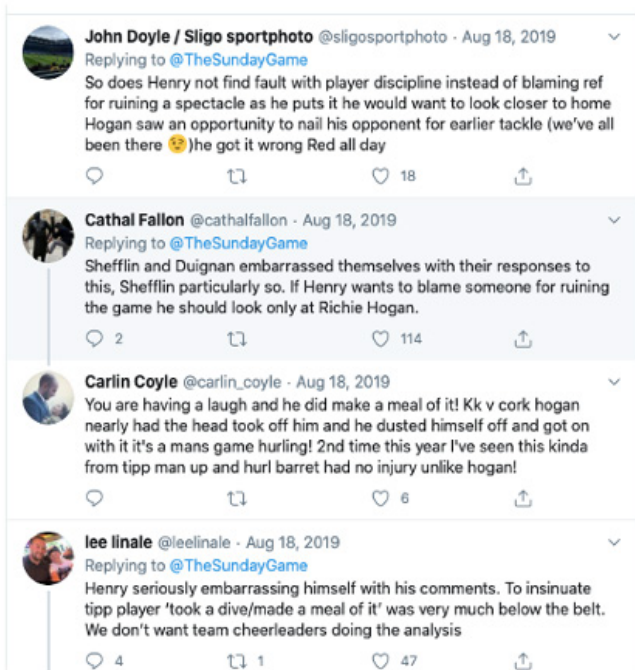 John Doyle / Sligo sportphoto @sligosportphoto · Aug 18, 2019
Replying to @TheSundayGame
So does Henry not find fault with player discipline instead of blaming ref
for ruining a spectacle as he puts it he would want to look closer to home
Hogan saw an opportunity to nail his opponent for earlier tackle (we've all
been there 😉)he got it wrong Red all day
18
Cathal Fallon @cathalfallon · Aug 18, 2019
Replying to @TheSundayGame
Shefflin and Duignan embarrassed themselves with their responses to
this, Shefflin particularly so. If Henry wants to blame someone for ruining
the game he should look only at Richie Hogan.
2 114
Carlin Coyle @carlin_coyle · Aug 18, 2019
You are having a laugh and he did make a meal of it! Kk v cork hogan
nearly had the head took off him and he dusted himself off and got on
with it it's a mans game hurling! 2nd time this year I've seen this kinda
from tipp man up and hurl barret had no injury unlike hogan!
6
lee linale @leelinale · Aug 18, 2019
Replying to @TheSundayGame
Henry seriously embarrassing himself with his comments. To insinuate
tipp player 'took a dive/made a meal of it' was very much below the belt.
We don't want team cheerleaders doing the analysis
4 1 47